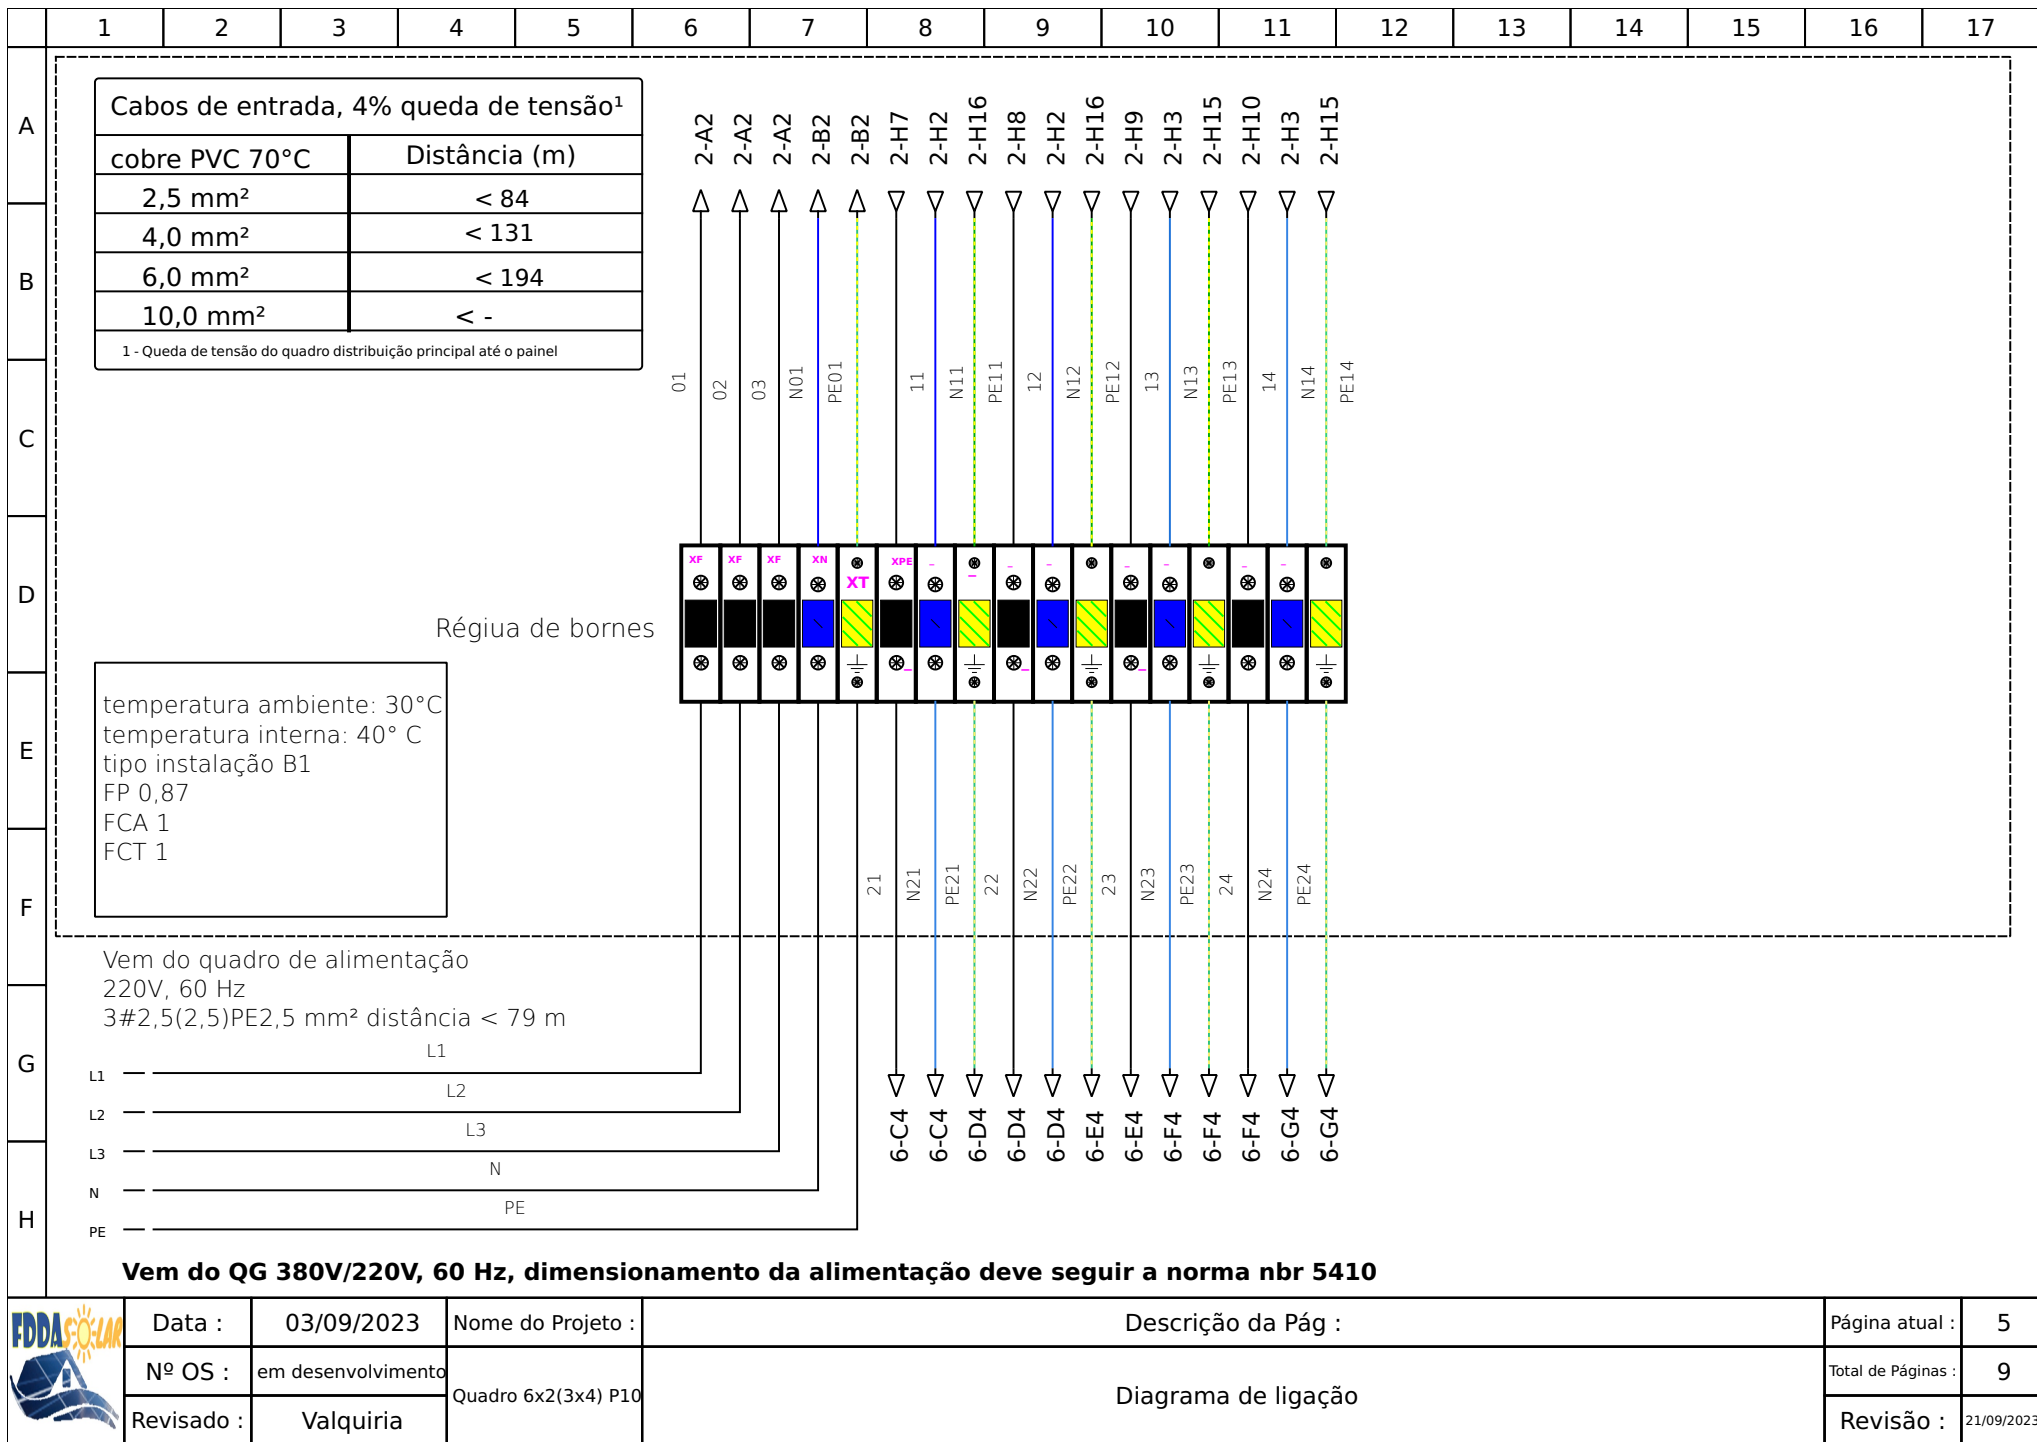 1 2 3 4 5 6 7 8 9 10 11 12 13 14 15 16 17
A
B
C
D
E
F
G
H
Cabos de entrada, 4% queda de tensão¹
cobre PVC 70°C Distância (m)
2,5 mm² < 84
4,0 mm² < 131
6,0 mm² < 194
10,0 mm² < -
1 - Queda de tensão do quadro distribuição principal até o painel
2-A2 2-A2 2-A2 2-B2 2-B2 2-H7 2-H2 2-H16 2-H8 2-H2 2-H16 2-H9 2-H3 2-H15 2-H10 2-H3 2-H15
01 02 03 N01 PE01 11 N11 PE11 12 N12 PE12 13 N13 PE13 14 N14 PE14
XF XF XF XN XT XPE
Régiua de bornes
temperatura ambiente: 30°C
temperatura interna: 40° C
tipo instalação B1
FP 0,87
FCA 1
FCT 1
21 N21 PE21 22 N22 PE22 23 N23 PE23 24 N24 PE24
Vem do quadro de alimentação
220V, 60 Hz
3#2,5(2,5)PE2,5 mm² distância < 79 m
L1 L1
L2 L2
L3 L3
N N
PE PE
6-C4 6-C4 6-D4 6-D4 6-D4 6-E4 6-E4 6-F4 6-F4 6-F4 6-G4 6-G4
Vem do QG 380V/220V, 60 Hz, dimensionamento da alimentação deve seguir a norma nbr 5410
FDDA SOLAR
Data : 03/09/2023
Nº OS : em desenvolvimento
Revisado : Valquiria
Nome do Projeto :
Quadro 6x2(3x4) P10
Descrição da Pág :
Diagrama de ligação
Página atual : 5
Total de Páginas : 9
Revisão : 21/09/2023